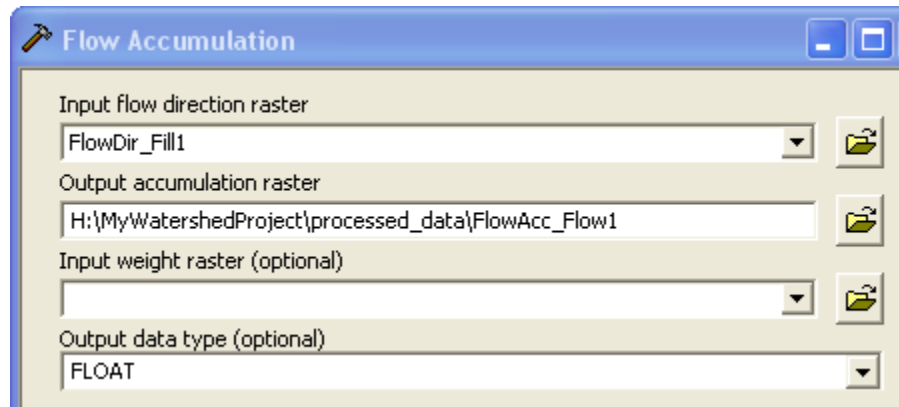 Flow Accumulation
Input flow direction raster
FlowDir_Fill1
Output accumulation raster
H:\MyWatershedProject\processed_data\FlowAcc_Flow1
Input weight raster (optional)
Output data type (optional)
FLOAT